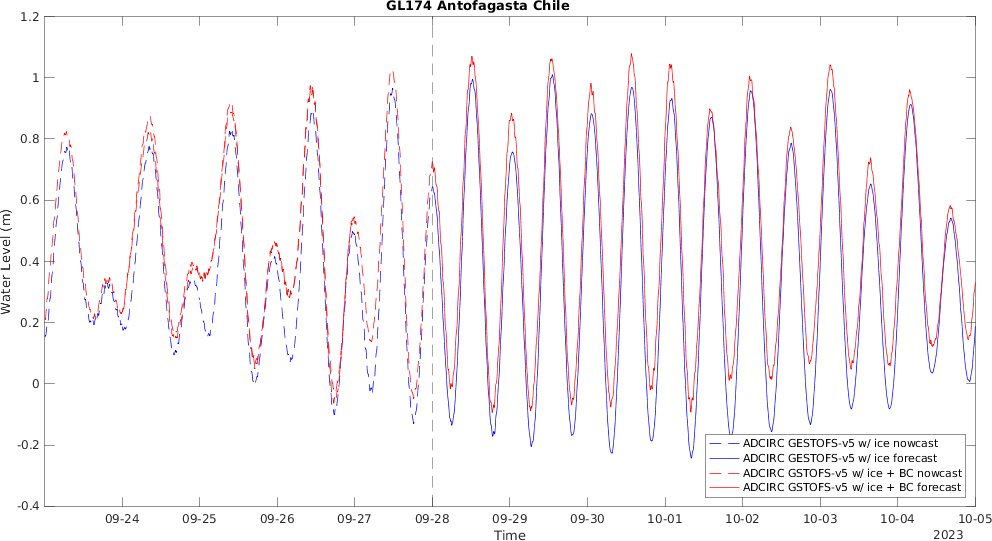 GL174 Antofagasta Chile
1.2
1
0.8
0.6
0.4
0.2
0
-0.2
-0.4
Water Level (m)
ADCIRC GESTOFS-v5 w/ ice nowcast
ADCIRC GESTOFS-v5 w/ ice forecast
ADCIRC GSTOFS-v5 w/ ice + BC nowcast
ADCIRC GSTOFS-v5 w/ ice + BC forecast
09-24 09-25 09-26 09-27 09-28 09-29 09-30 10-01 10-02 10-03 10-04 10-05
Time
2023